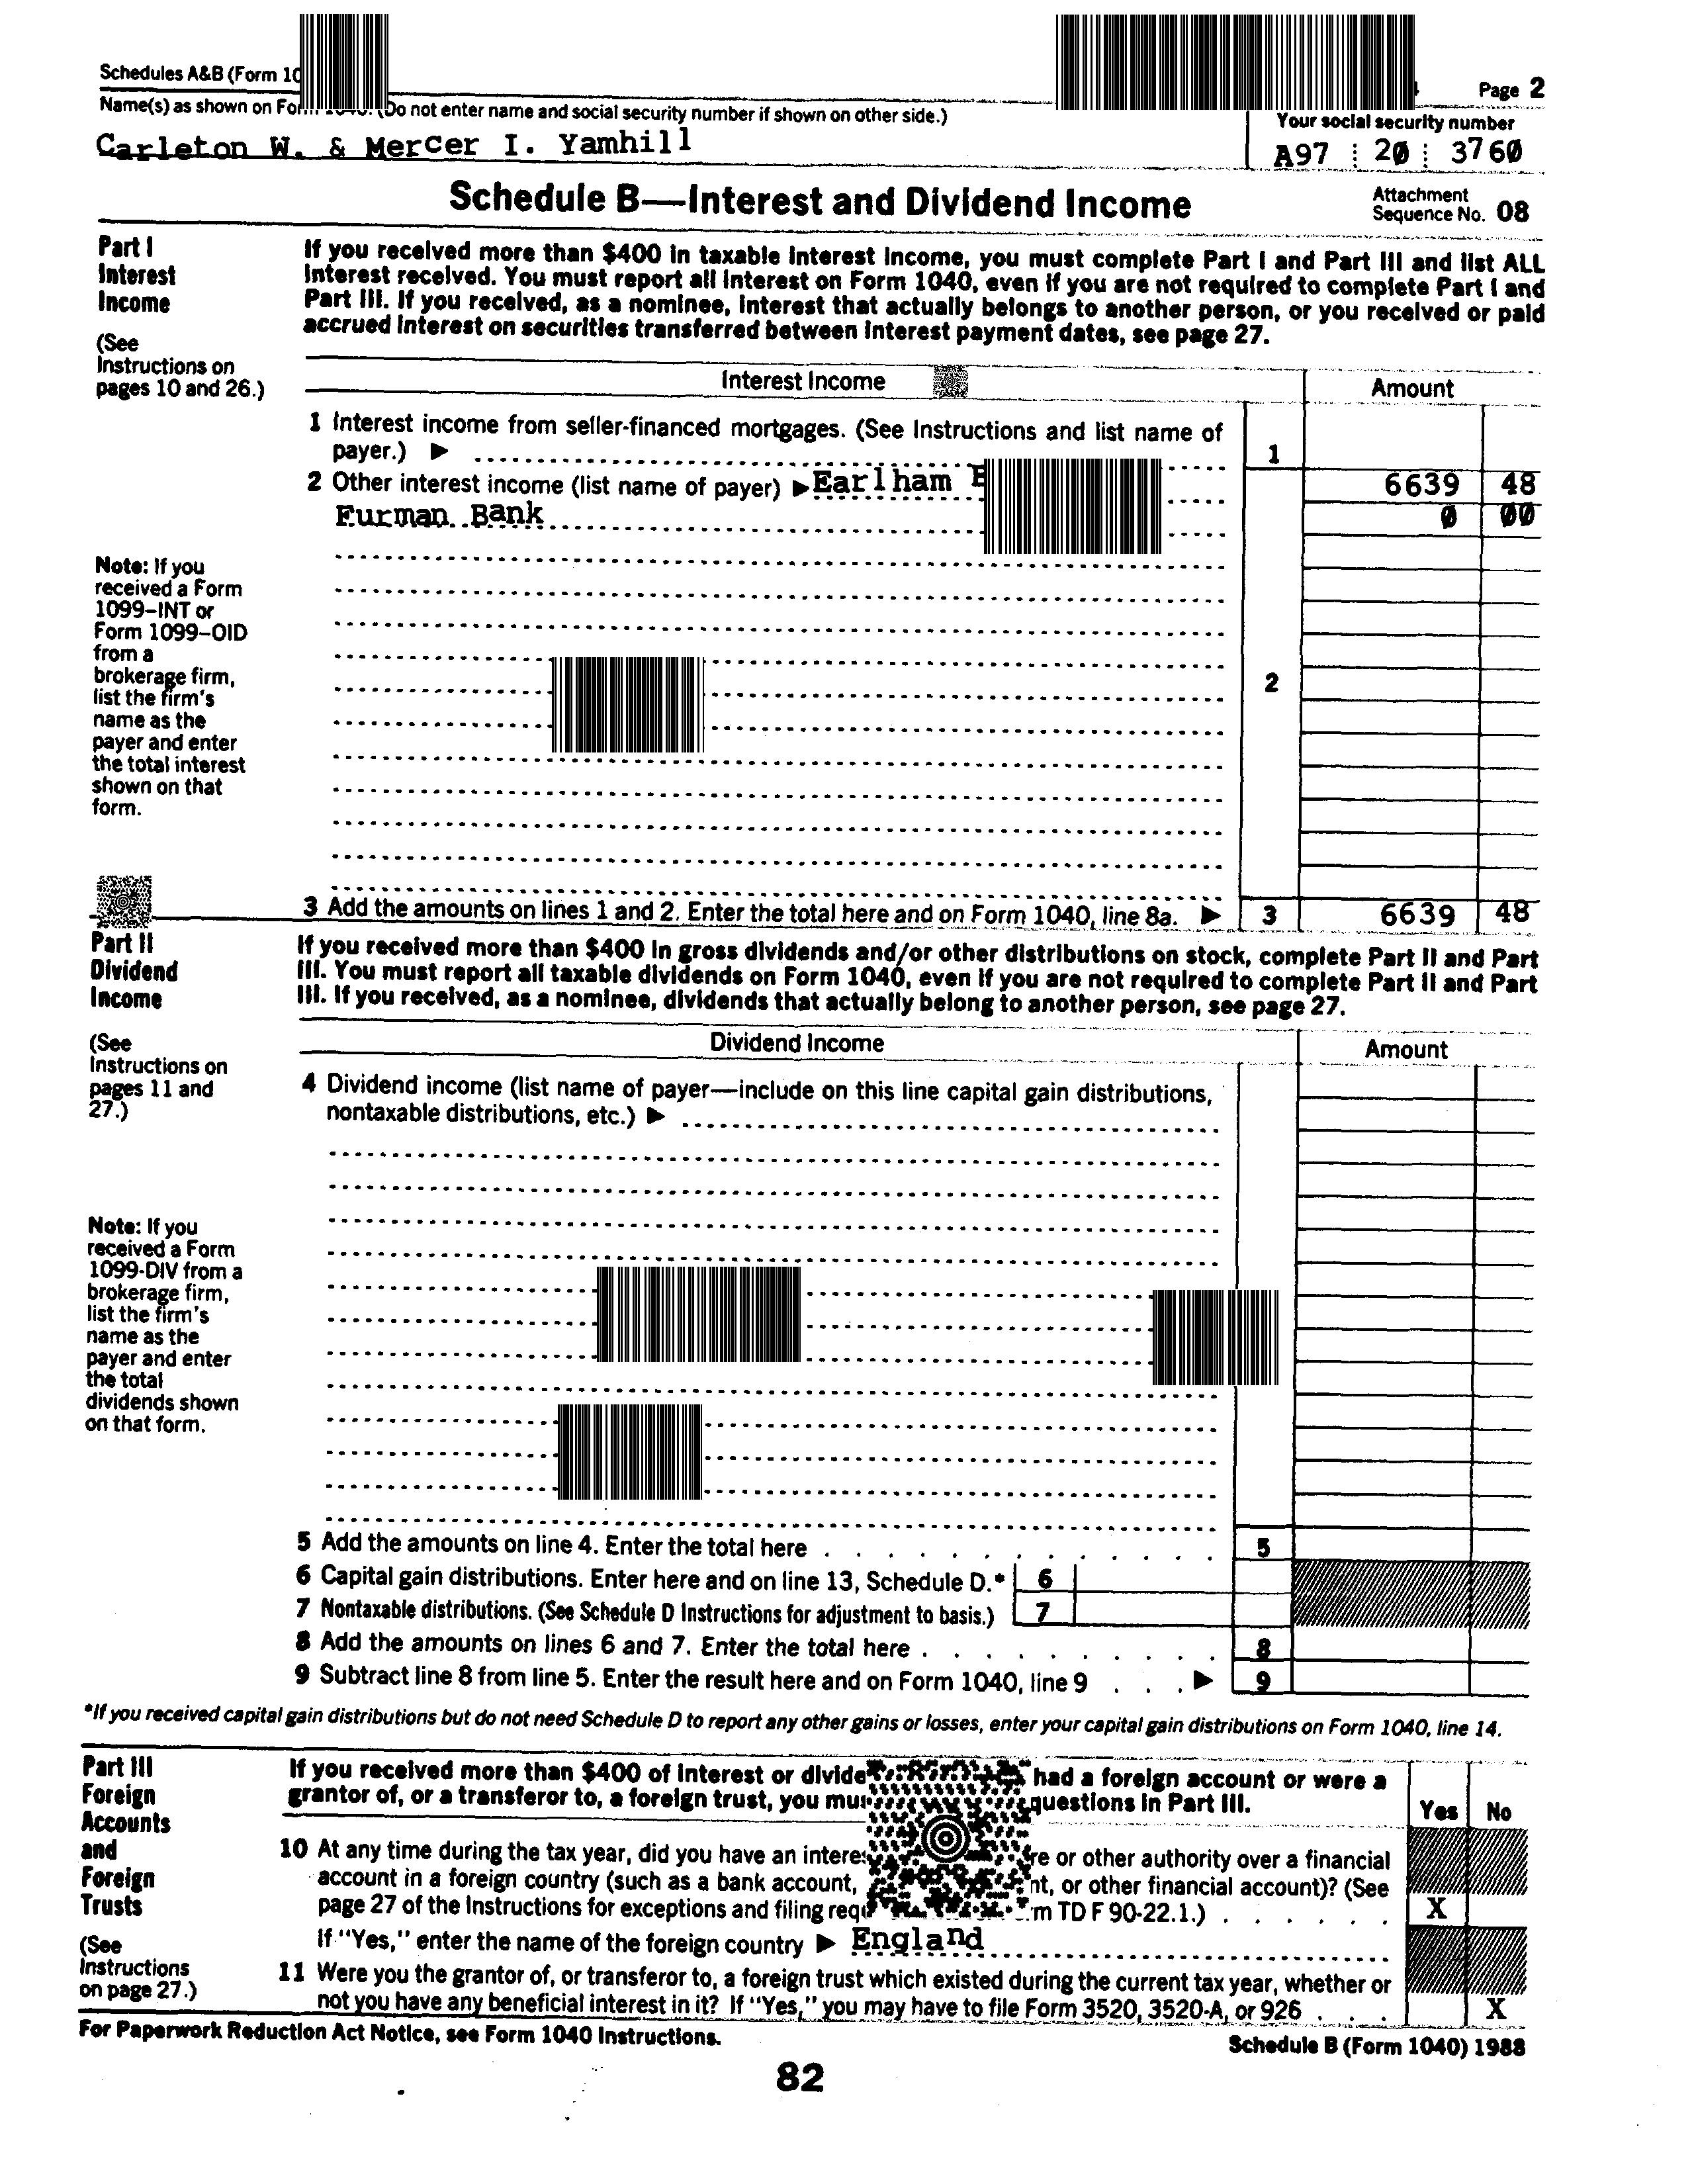 Schedules A&B (Form
Page 2
Name(s) as shown on (Do not enter name and social security number if shown on other side.)
Your social security number
Carleton W. & Mercer I. Yamhill
A97 20 3760
Schedule B—Interest and Dividend Income
Attachment
Sequence No. 08
Part I
Interest
Income
(See
Instructions on
pages 10 and 26.)
If you received more than $400 in taxable interest income, you must complete Part I and Part III and list ALL
interest received. You must report all interest on Form 1040, even if you are not required to complete Part I and
Part III. If you received, as a nominee, interest that actually belongs to another person, or you received or paid
accrued interest on securities transferred between interest payment dates, see page 27.
Interest Income
Amount
1 Interest income from seller-financed mortgages. (See Instructions and list name of
payer.) ▶
1
2 Other interest income (list name of payer) ▶ Earlham
6639 48
Furman Bank
0 00
Note: If you
received a Form
1099–INT or
Form 1099–OID
from a
brokerage firm,
list the firm's
name as the
payer and enter
the total interest
shown on that
form.
2
3 Add the amounts on lines 1 and 2. Enter the total here and on Form 1040, line 8a. ▶
3
6639 48
Part II
Dividend
Income
(See
Instructions on
pages 11 and
27.)
If you received more than $400 in gross dividends and/or other distributions on stock, complete Part II and Part
III. You must report all taxable dividends on Form 1040, even if you are not required to complete Part II and Part
III. If you received, as a nominee, dividends that actually belong to another person, see page 27.
Dividend Income
Amount
4 Dividend income (list name of payer—include on this line capital gain distributions,
nontaxable distributions, etc.) ▶
Note: If you
received a Form
1099-DIV from a
brokerage firm,
list the firm's
name as the
payer and enter
the total
dividends shown
on that form.
5 Add the amounts on line 4. Enter the total here
5
6 Capital gain distributions. Enter here and on line 13, Schedule D.*
6
7 Nontaxable distributions. (See Schedule D Instructions for adjustment to basis.)
7
8 Add the amounts on lines 6 and 7. Enter the total here
8
9 Subtract line 8 from line 5. Enter the result here and on Form 1040, line 9 ▶
9
*If you received capital gain distributions but do not need Schedule D to report any other gains or losses, enter your capital gain distributions on Form 1040, line 14.
Part III
Foreign
Accounts
and
Foreign
Trusts
(See
Instructions
on page 27.)
If you received more than $400 of interest or had a foreign account or were a
grantor of, or a transferor to, a foreign trust, you questions in Part III.
Yes No
10 At any time during the tax year, did you have an or other authority over a financial
account in a foreign country (such as a bank account, or other financial account)? (See
page 27 of the Instructions for exceptions and filing TD F 90-22.1.)
X
If "Yes," enter the name of the foreign country ▶ England
11 Were you the grantor of, or transferor to, a foreign trust which existed during the current tax year, whether or
not you have any beneficial interest in it? If "Yes," you may have to file Form 3520, 3520-A, or 926
X
For Paperwork Reduction Act Notice, see Form 1040 Instructions.
Schedule B (Form 1040) 1988
82